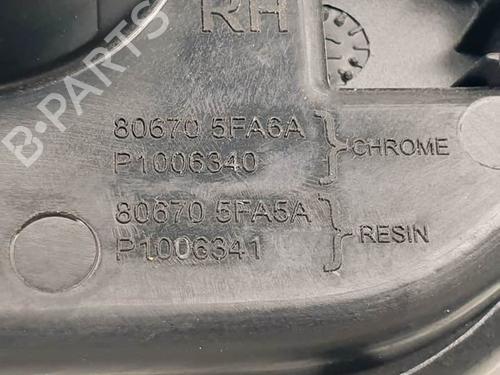 RH
80670 5FA6A
P1006340
} CHROME
80670 5FA5A
P1006341
} RESIN
B-PARTS